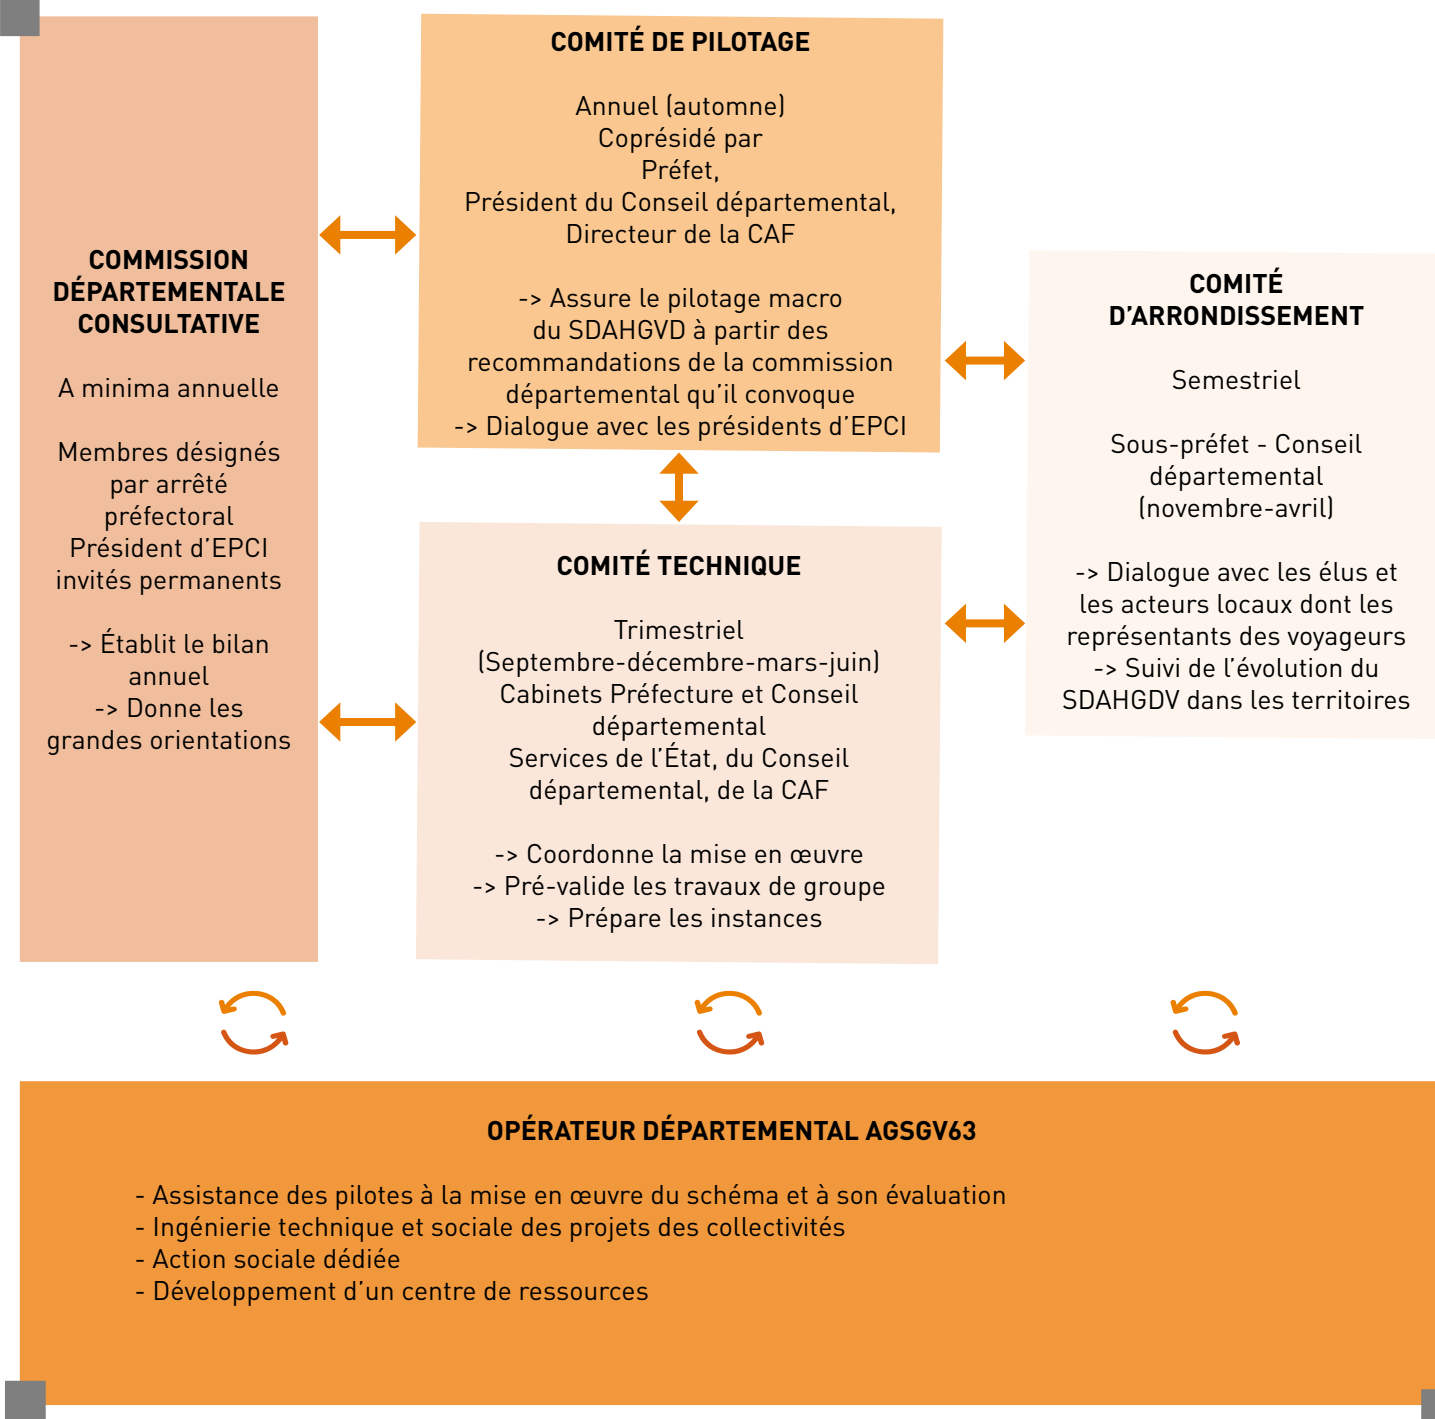 COMITÉ DE PILOTAGE
Annuel (automne)
Coprésidé par
Préfet,
Président du Conseil départemental,
Directeur de la CAF
-> Assure le pilotage macro
du SDAHGVD à partir des
recommandations de la commission
départemental qu’il convoque
-> Dialogue avec les présidents d’EPCI
COMMISSION
DÉPARTEMENTALE
CONSULTATIVE
A minima annuelle
Membres désignés
par arrêté
préfectoral
Président d’EPCI
invités permanents
-> Établit le bilan
annuel
-> Donne les
grandes orientations
COMITÉ
D’ARRONDISSEMENT
Semestriel
Sous-préfet - Conseil
départemental
(novembre-avril)
-> Dialogue avec les élus et
les acteurs locaux dont les
représentants des voyageurs
-> Suivi de l’évolution du
SDAHGDV dans les territoires
COMITÉ TECHNIQUE
Trimestriel
(Septembre-décembre-mars-juin)
Cabinets Préfecture et Conseil
départemental
Services de l’État, du Conseil
départemental, de la CAF
-> Coordonne la mise en œuvre
-> Pré-valide les travaux de groupe
-> Prépare les instances
OPÉRATEUR DÉPARTEMENTAL AGSGV63
- Assistance des pilotes à la mise en œuvre du schéma et à son évaluation
- Ingénierie technique et sociale des projets des collectivités
- Action sociale dédiée
- Développement d’un centre de ressources